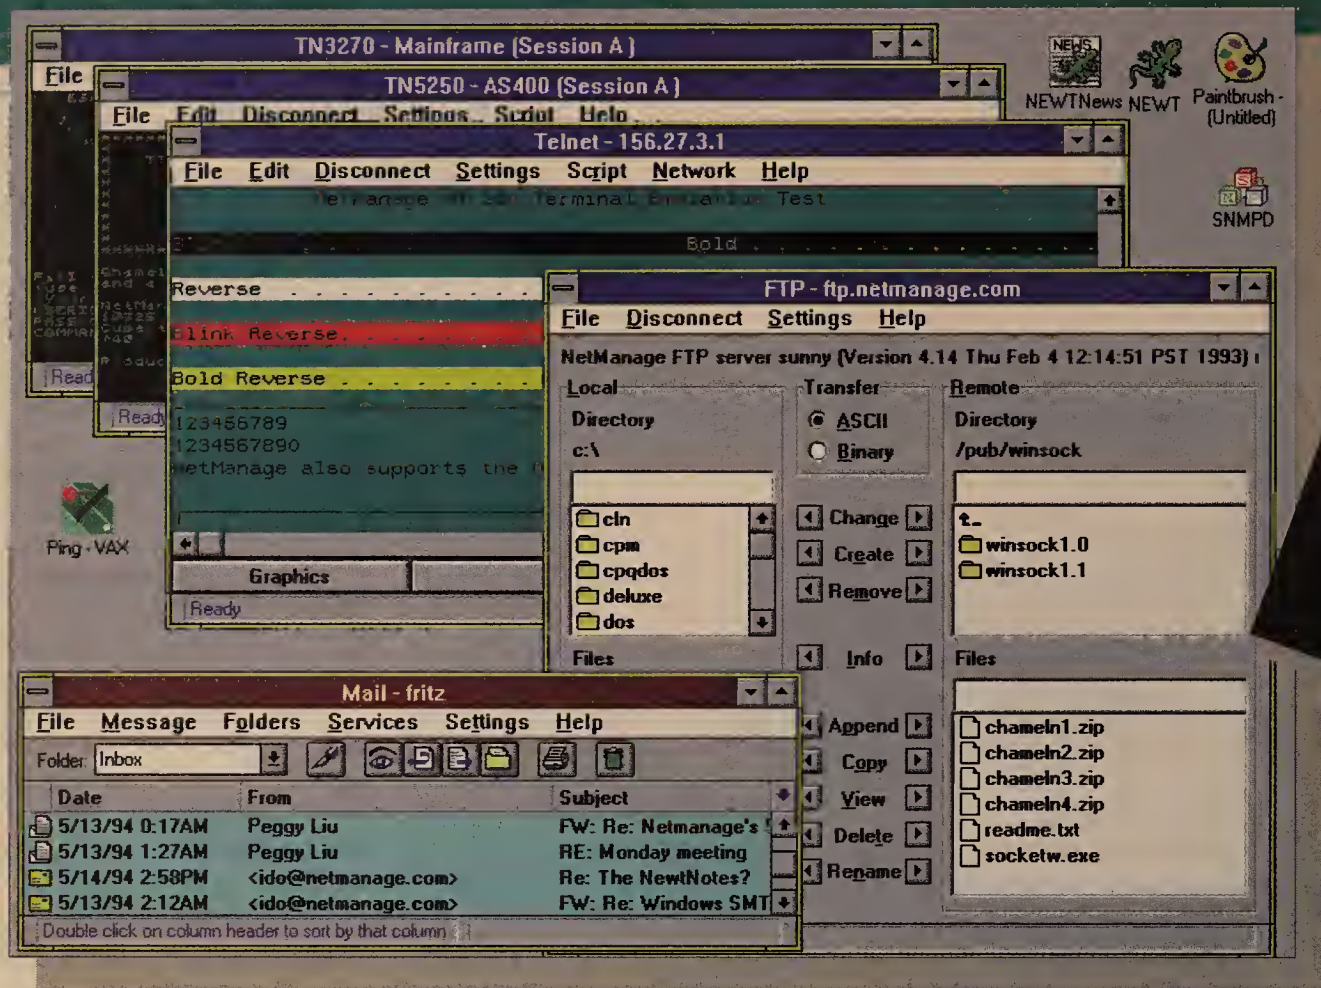 TN3270 - Mainframe (Session A)
File
TN5250 - AS400 (Session A)
File Edit Disconnect Settings Script Help
Telnet - 156.27.3.1
File Edit Disconnect Settings Script Network Help
Terminal Test
Bold
Reverse
Blink Reverse
Bold Reverse
123456789
1234567890
NetManage also supports the
Graphics
Ready
Read
Ready
NEWS
NEWTNews
NEWT
Paintbrush -
(Untitled)
SNMPD
Ping - VAX
FTP - ftp.netmanage.com
File Disconnect Settings Help
NetManage FTP server sunny (Version 4.14 Thu Feb 4 12:14:51 PST 1993)
Local
Directory
c:\
cln
cpm
cpqdos
deluxe
dos
Files
Transfer
ASCII
Binary
Change
Create
Remove
Info
Append
Copy
View
Delete
Rename
Remote
Directory
/pub/winsock
winsock1.0
winsock1.1
Files
chameln1.zip
chameln2.zip
chameln3.zip
chameln4.zip
readme.txt
socketw.exe
Mail - fritz
File Message Folders Services Settings Help
Folder: Inbox
Date From Subject
5/13/94 0:17AM Peggy Liu FW: Re: Netmanage's
5/13/94 1:27AM Peggy Liu RE: Monday meeting
5/14/94 2:58PM <ido@netmanage.com> Re: The NewtNotes?
5/13/94 2:12AM <ido@netmanage.com> FW: Re: Windows SMT
Double click on column header to sort by that column